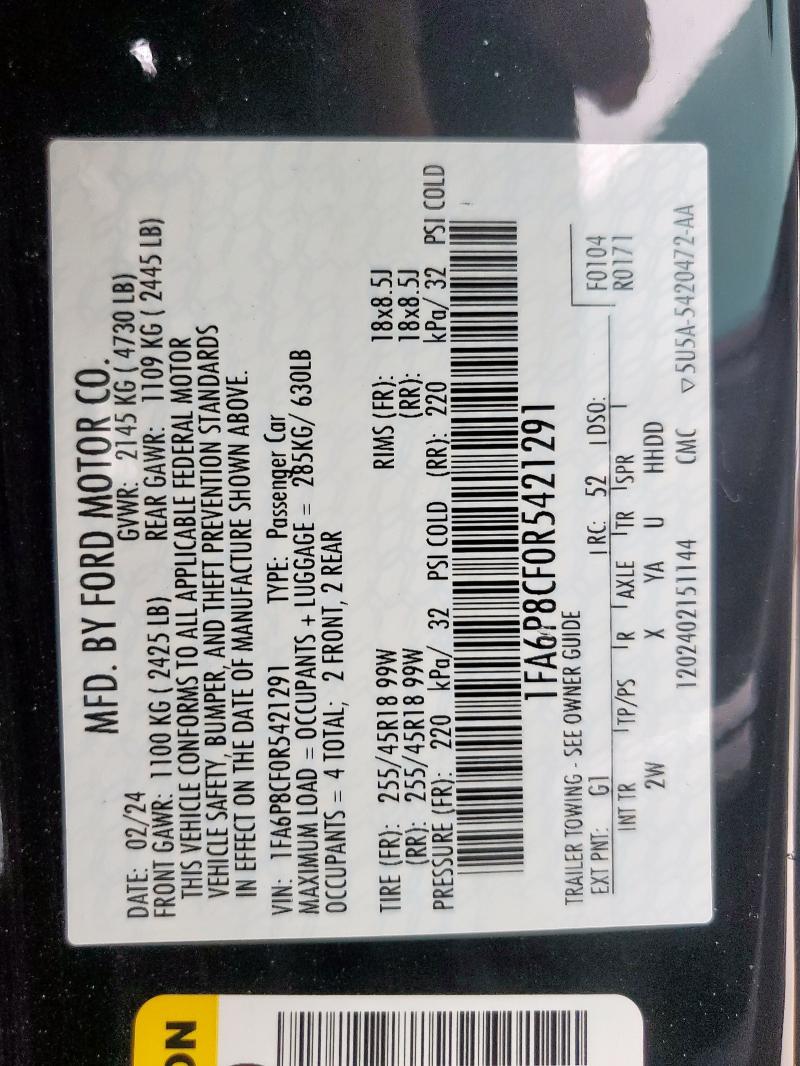 MFD. BY FORD MOTOR CO.
DATE: 02/24 GVWR: 2145 KG ( 4730 LB)
FRONT GAWR: 1100 KG ( 2425 LB) REAR GAWR: 1109 KG ( 2445 LB)
THIS VEHICLE CONFORMS TO ALL APPLICABLE FEDERAL MOTOR
VEHICLE SAFETY, BUMPER, AND THEFT PREVENTION STANDARDS
IN EFFECT ON THE DATE OF MANUFACTURE SHOWN ABOVE.
VIN: 1FA6P8CF0R5421291 TYPE: Passenger Car
MAXIMUM LOAD = OCCUPANTS + LUGGAGE = 285KG/ 630LB
OCCUPANTS = 4 TOTAL; 2 FRONT, 2 REAR
TIRE (FR): 255/45R18 99W RIMS (FR): 18x8.5J
(RR): 255/45R18 99W (RR): 18x8.5J
PRESSURE (FR): 220 kPa/ 32 PSI COLD (RR): 220 kPa/ 32 PSI COLD
1FA6P8CF0R5421291
TRAILER TOWING - SEE OWNER GUIDE
EXT PNT: G1 RC: 52 DSO: F0104
INT TR TP/PS R AXLE TR SPR R0171
2W X YA U HHDD
1202402151144 CMC ▽5U5A-5420472-AA
ON